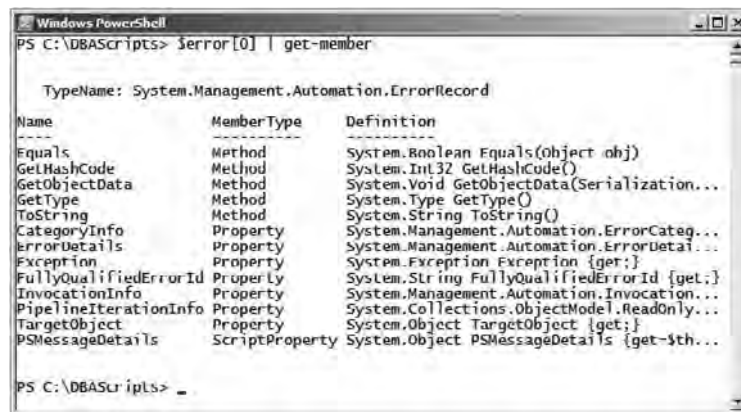 Windows PowerShell
PS C:\DBAScripts> $error[0] | get-member
TypeName: System.Management.Automation.ErrorRecord
Name MemberType Definition
---- ---------- ----------
Equals Method System.Boolean Equals(Object obj)
GetHashCode Method System.Int32 GetHashCode()
GetObjectData Method System.Void GetObjectData(Serialization...
GetType Method System.Type GetType()
ToString Method System.String ToString()
CategoryInfo Property System.Management.Automation.ErrorCateg...
ErrorDetails Property System.Management.Automation.ErrorDetai...
Exception Property System.Exception Exception {get;}
FullyQualifiedErrorId Property System.String FullyQualifiedErrorId {get;}
InvocationInfo Property System.Management.Automation.Invocation...
PipelineIterationInfo Property System.Collections.ObjectModel.ReadOnly...
TargetObject Property System.Object TargetObject {get;}
PSMessageDetails ScriptProperty System.Object PSMessageDetails {get=$th...
PS C:\DBAScripts> _